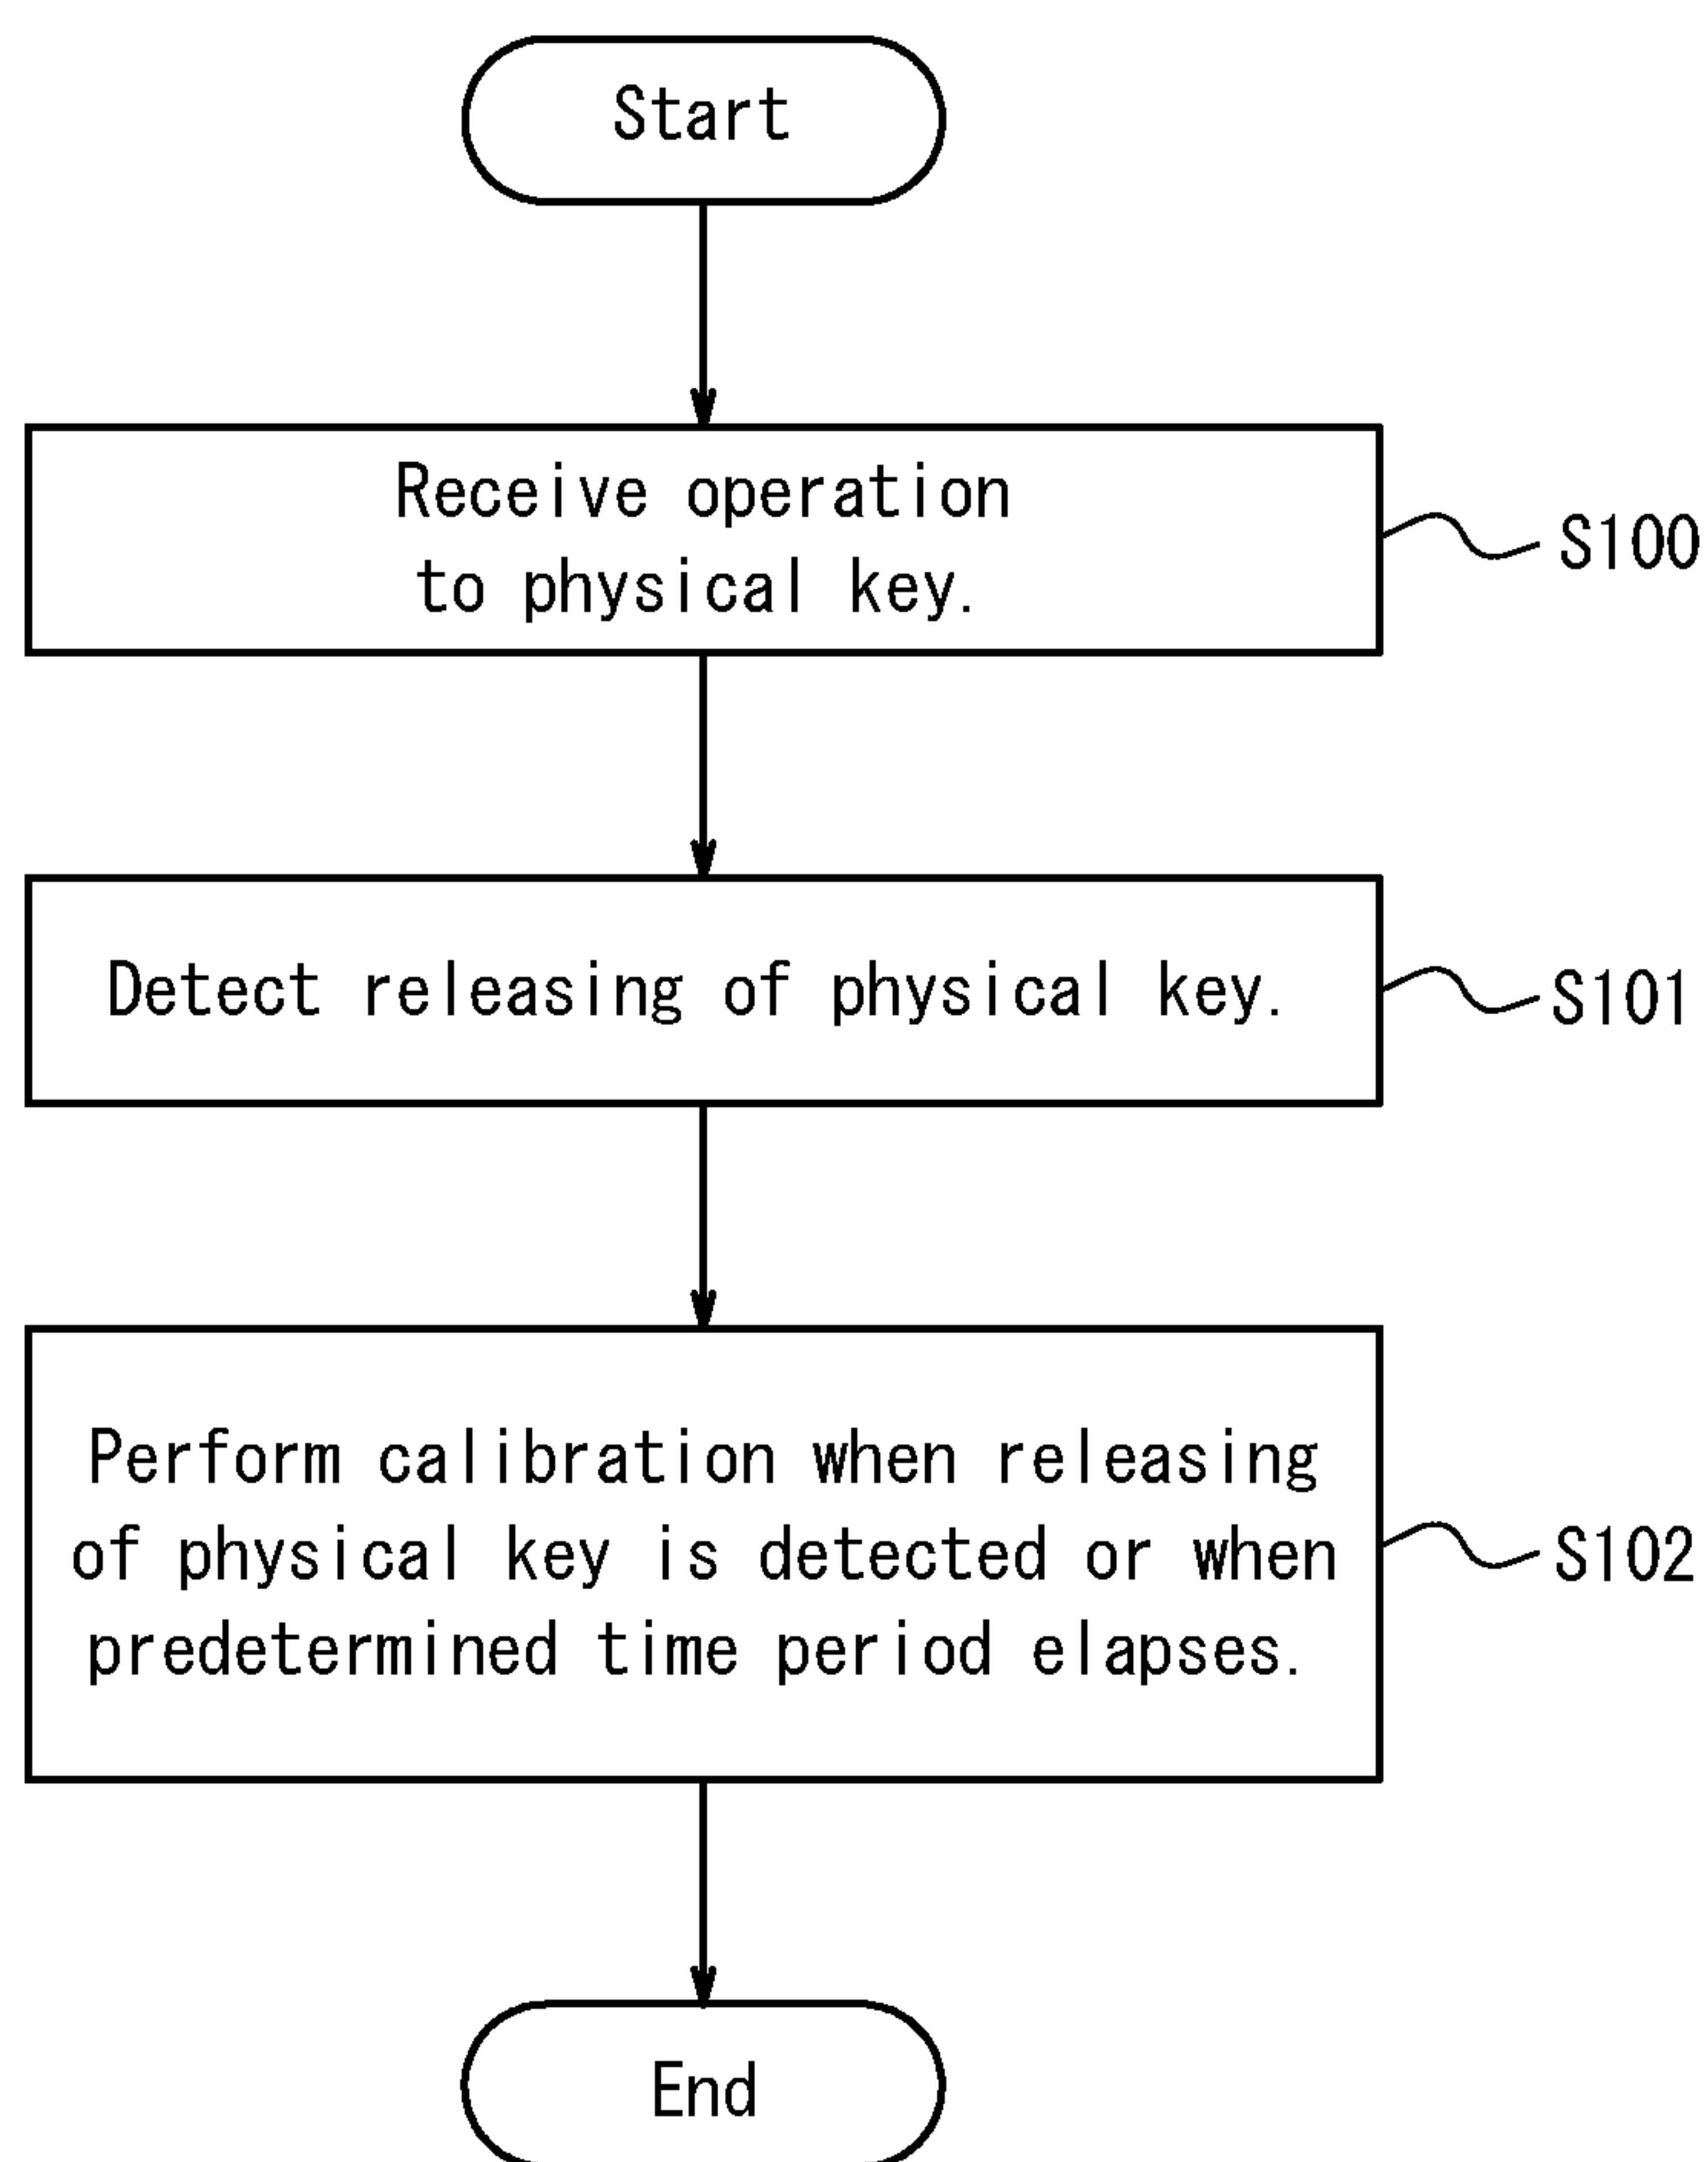 Start
Receive operation
to physical key.
S100
Detect releasing of physical key.
S101
Perform calibration when releasing
of physical key is detected or when
predetermined time period elapses.
S102
End